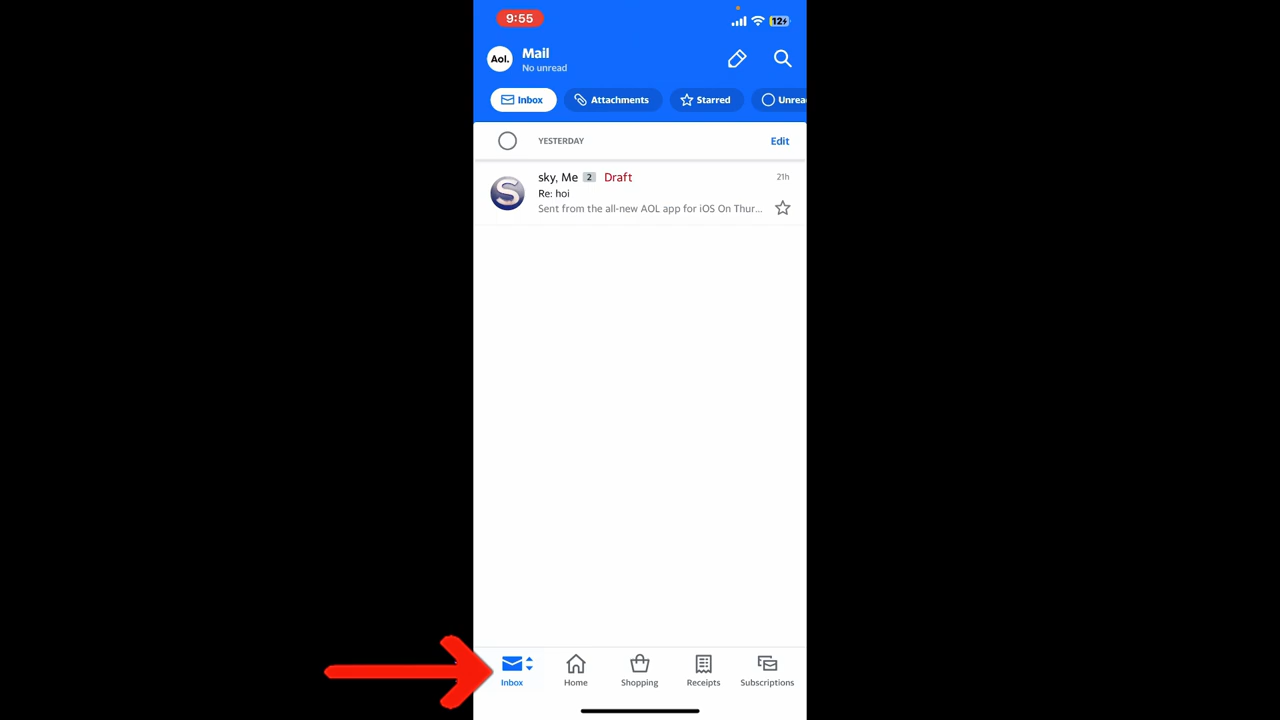 9:55
12
Aol.
Mail
No unread
Inbox
Attachments
Starred
Unrea
YESTERDAY
Edit
S
sky, Me 2 Draft
21h
Re: hoi
Sent from the all-new AOL app for iOS On Thur...
Inbox
Home
Shopping
Receipts
Subscriptions